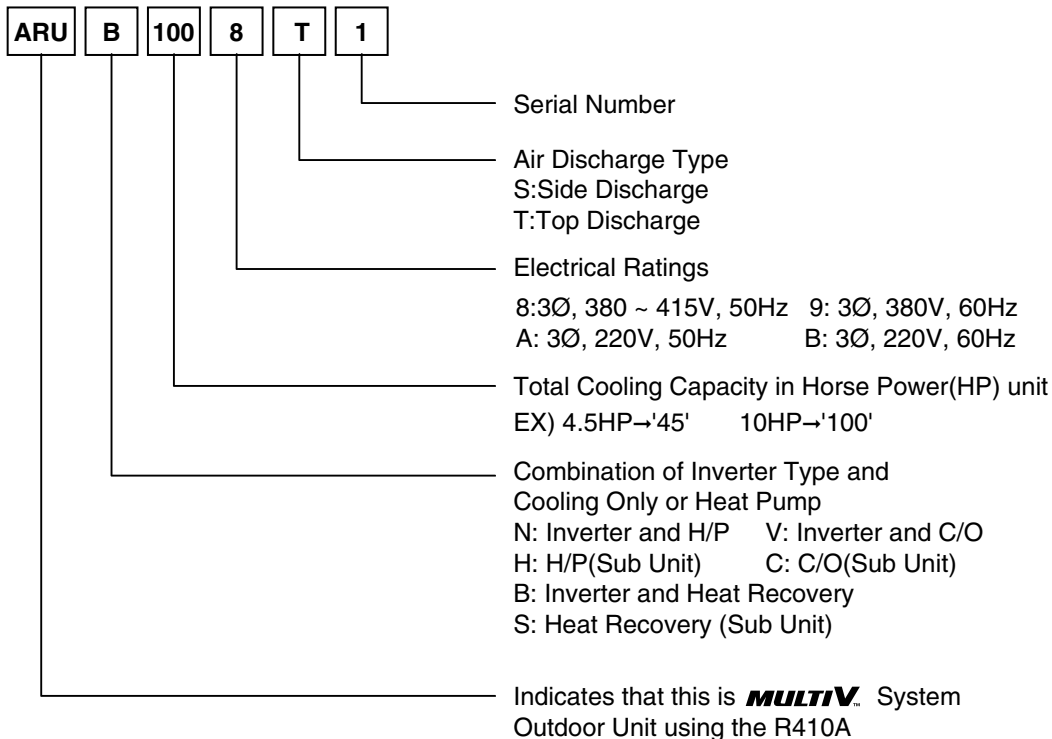 ARU B 100 8 T 1
Serial Number
Air Discharge Type
S:Side Discharge
T:Top Discharge
Electrical Ratings
8:3Ø, 380 ~ 415V, 50Hz 9: 3Ø, 380V, 60Hz
A: 3Ø, 220V, 50Hz B: 3Ø, 220V, 60Hz
Total Cooling Capacity in Horse Power(HP) unit
EX) 4.5HP→'45' 10HP→'100'
Combination of Inverter Type and
Cooling Only or Heat Pump
N: Inverter and H/P V: Inverter and C/O
H: H/P(Sub Unit) C: C/O(Sub Unit)
B: Inverter and Heat Recovery
S: Heat Recovery (Sub Unit)
Indicates that this is MULTI V™ System
Outdoor Unit using the R410A